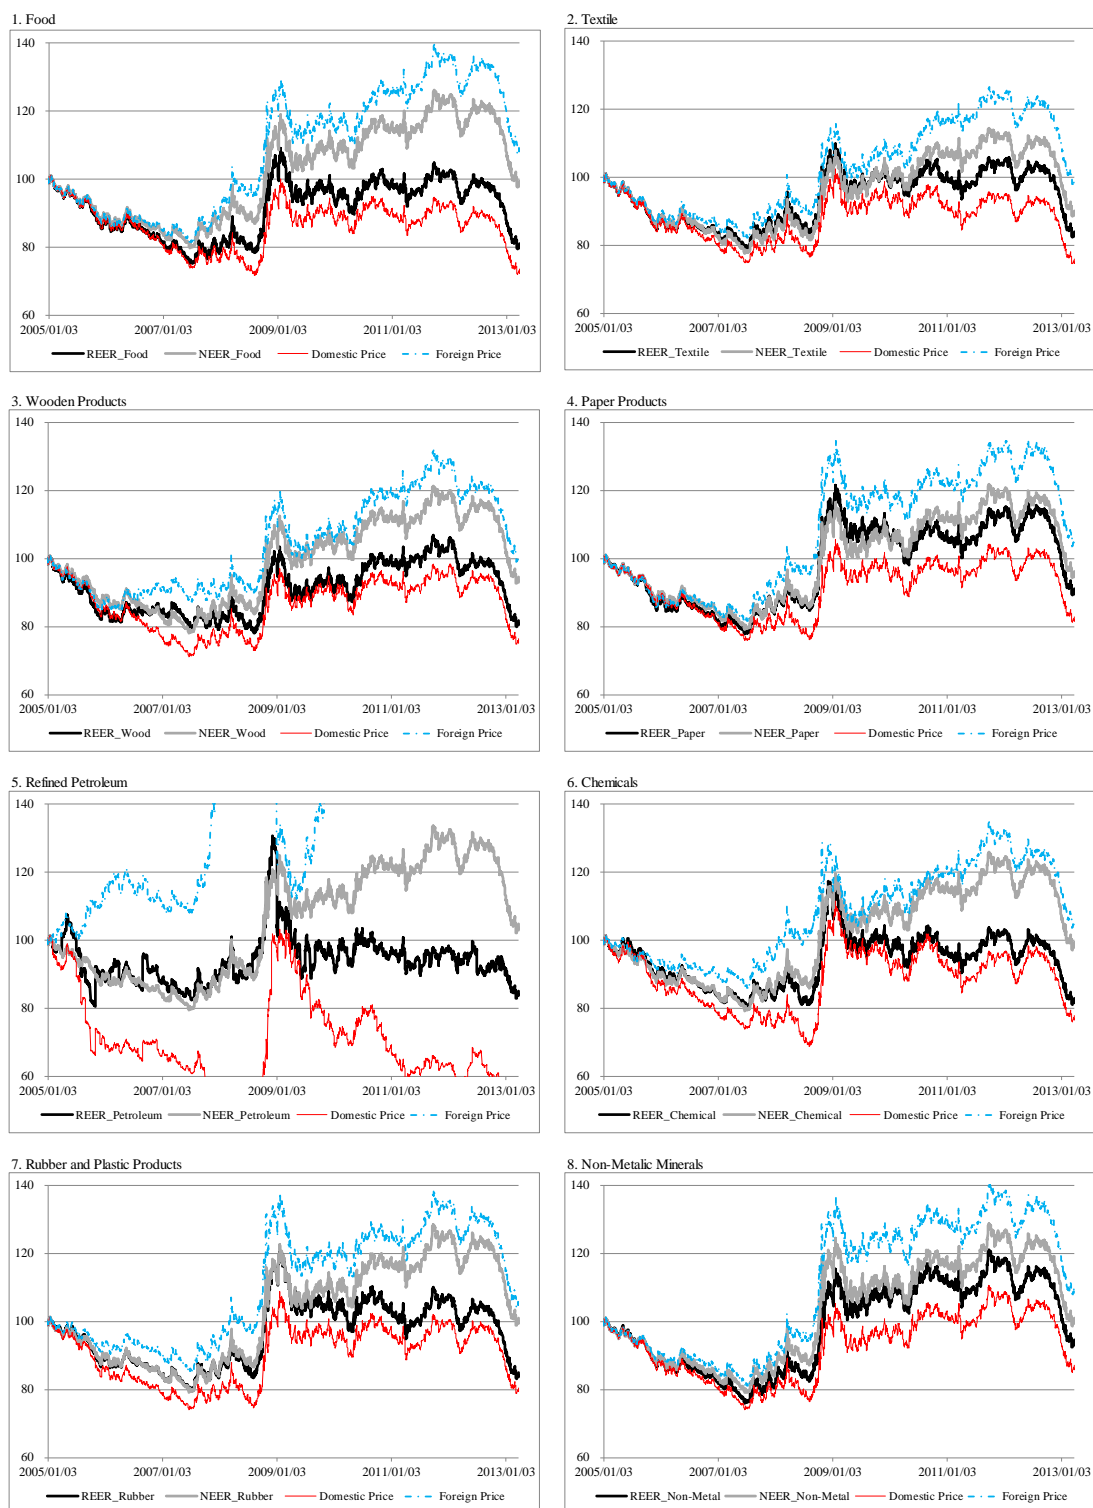 1. Food
140
120
100
80
60
2005/01/03 2007/01/03 2009/01/03 2011/01/03 2013/01/03
REER_Food NEER_Food Domestic Price Foreign Price
2. Textile
140
120
100
80
60
2005/01/03 2007/01/03 2009/01/03 2011/01/03 2013/01/03
REER_Textile NEER_Textile Domestic Price Foreign Price
3. Wooden Products
140
120
100
80
60
2005/01/03 2007/01/03 2009/01/03 2011/01/03 2013/01/03
REER_Wood NEER_Wood Domestic Price Foreign Price
4. Paper Products
140
120
100
80
60
2005/01/03 2007/01/03 2009/01/03 2011/01/03 2013/01/03
REER_Paper NEER_Paper Domestic Price Foreign Price
5. Refined Petroleum
140
120
100
80
60
2005/01/03 2007/01/03 2009/01/03 2011/01/03 2013/01/03
REER_Petroleum NEER_Petroleum Domestic Price Foreign Price
6. Chemicals
140
120
100
80
60
2005/01/03 2007/01/03 2009/01/03 2011/01/03 2013/01/03
REER_Chemical NEER_Chemical Domestic Price Foreign Price
7. Rubber and Plastic Products
140
120
100
80
60
2005/01/03 2007/01/03 2009/01/03 2011/01/03 2013/01/03
REER_Rubber NEER_Rubber Domestic Price Foreign Price
8. Non-Metalic Minerals
140
120
100
80
60
2005/01/03 2007/01/03 2009/01/03 2011/01/03 2013/01/03
REER_Non-Metal NEER_Non-Metal Domestic Price Foreign Price